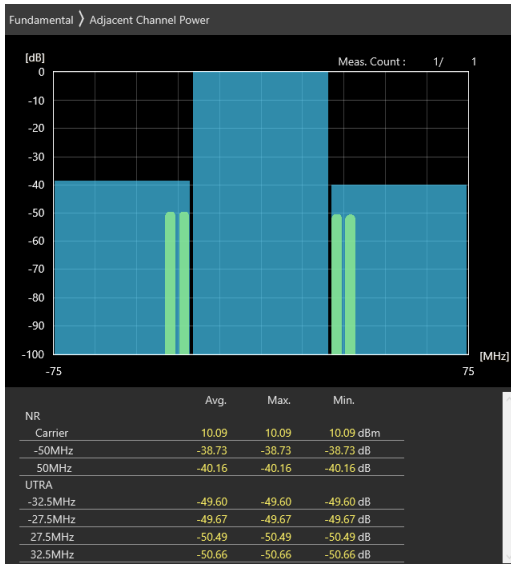 Fundamental 〉 Adjacent Channel Power
[dB]
Meas. Count : 1/ 1
0
-10
-20
-30
-40
-50
-60
-70
-80
-90
-100
[MHz]
-75 75
Avg. Max. Min.
NR
Carrier 10.09 10.09 10.09 dBm
-50MHz -38.73 -38.73 -38.73 dB
50MHz -40.16 -40.16 -40.16 dB
UTRA
-32.5MHz -49.60 -49.60 -49.60 dB
-27.5MHz -49.67 -49.67 -49.67 dB
27.5MHz -50.49 -50.49 -50.49 dB
32.5MHz -50.66 -50.66 -50.66 dB